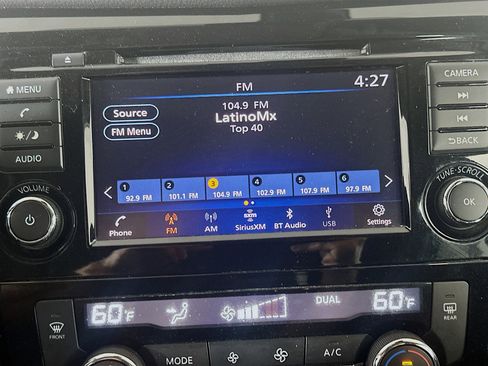 MENU
AUDIO
VOLUME
FM
4:27
Source
FM Menu
104.9 FM
LatinoMx
Top 40
1 2 3 4 5 6
92.9 FM 101.1 FM 104.9 FM 102.9 FM 107.9 FM 97.9 FM
Phone FM AM SiriusXM BT Audio USB Settings
sxm
CAMERA
BACK
TUNE·SCROLL
OK
60°F DUAL 60°F
FRONT
REAR
MODE
A/C